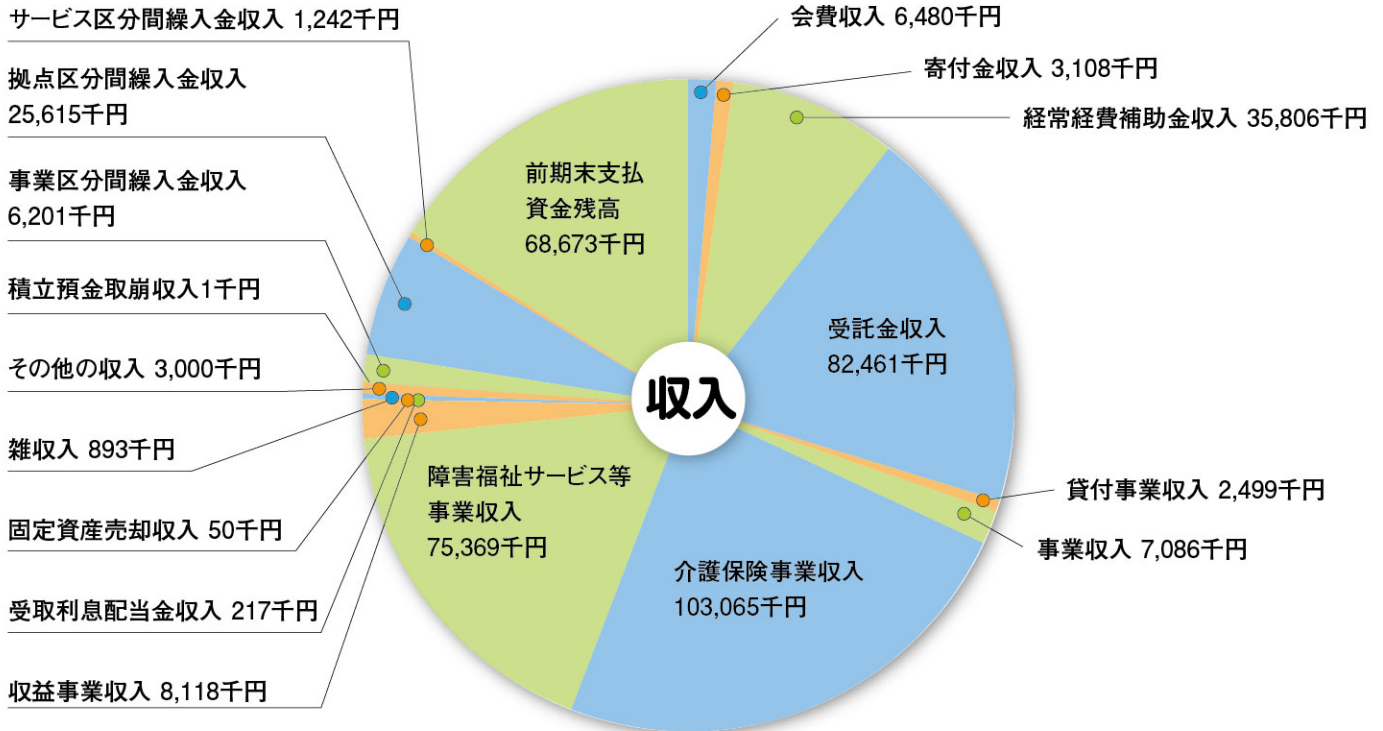 サービス区分間繰入金収入 1,242千円
拠点区分間繰入金収入
25,615千円
事業区分間繰入金収入
6,201千円
積立預金取崩収入1千円
その他の収入 3,000千円
雑収入 893千円
固定資産売却収入 50千円
受取利息配当金収入 217千円
収益事業収入 8,118千円
会費収入 6,480千円
寄付金収入 3,108千円
経常経費補助金収入 35,806千円
前期末支払
資金残高
68,673千円
受託金収入
82,461千円
収入
貸付事業収入 2,499千円
事業収入 7,086千円
障害福祉サービス等
事業収入
75,369千円
介護保険事業収入
103,065千円